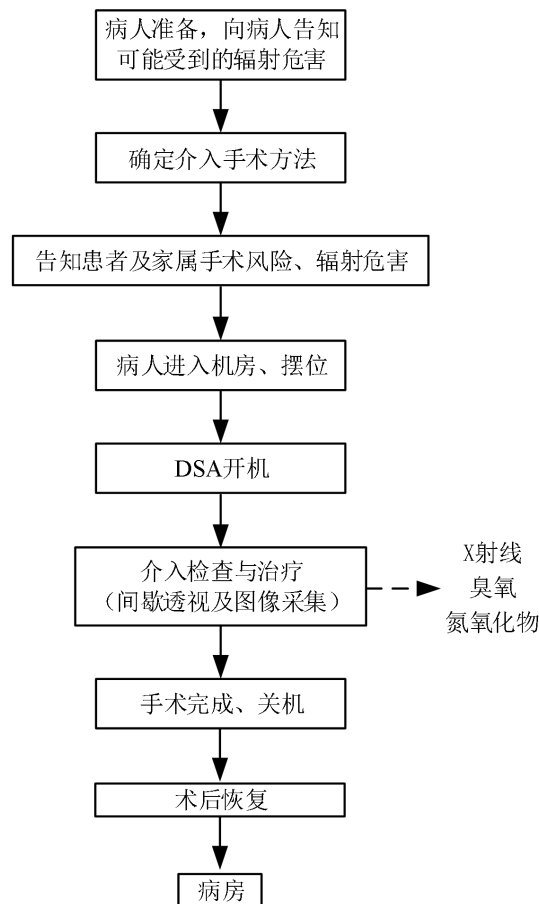 病人准备，向病人告知
可能受到的辐射危害
确定介入手术方法
告知患者及家属手术风险、辐射危害
病人进入机房、摆位
DSA开机
介入检查与治疗
（间歇透视及图像采集）
X射线
臭氧
氮氧化物
手术完成、关机
术后恢复
病房